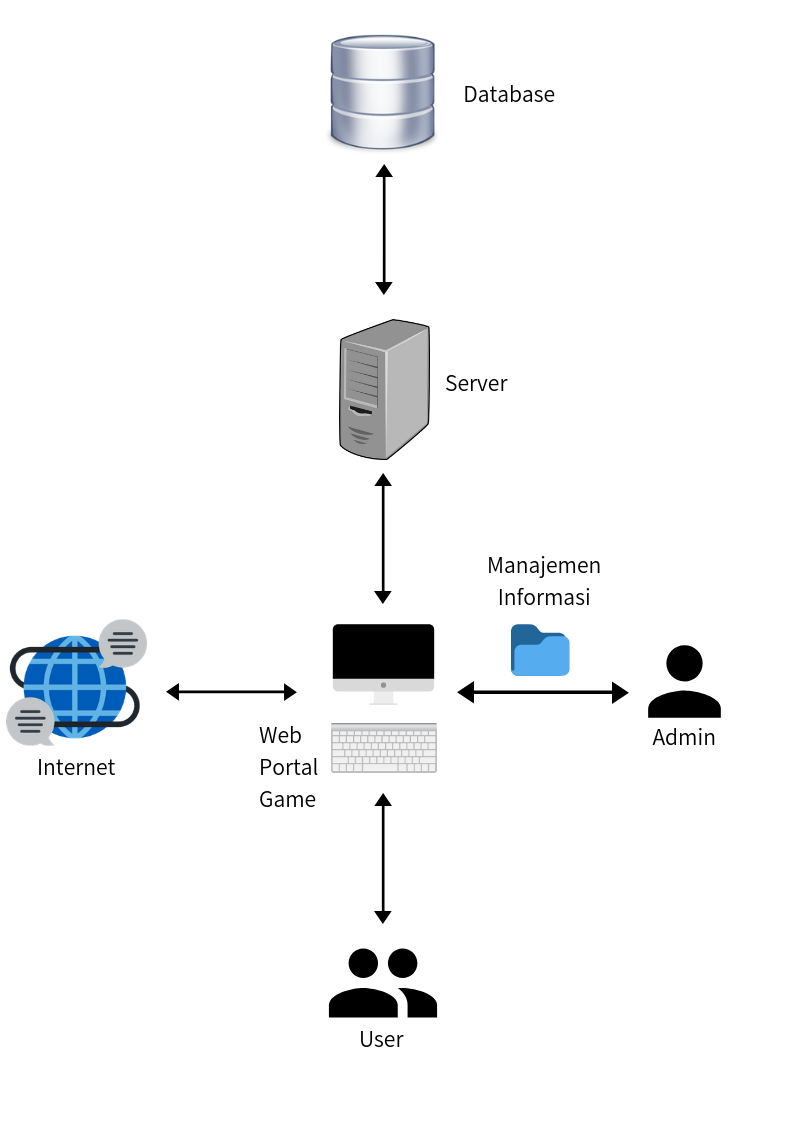 Database
Server
Manajemen
Informasi
Internet
Web
Portal
Game
Admin
User